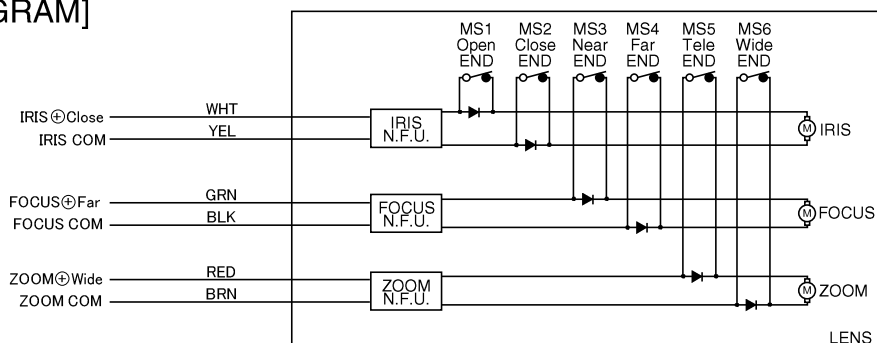 GRAM]
MS1 MS2 MS3 MS4 MS5 MS6
Open Close Near Far Tele Wide
END END END END END END
IRIS⊕Close WHT
IRIS COM YEL
IRIS
N.F.U.
M IRIS
FOCUS⊕Far GRN
FOCUS COM BLK
FOCUS
N.F.U.
M FOCUS
ZOOM⊕Wide RED
ZOOM COM BRN
ZOOM
N.F.U.
M ZOOM
LENS